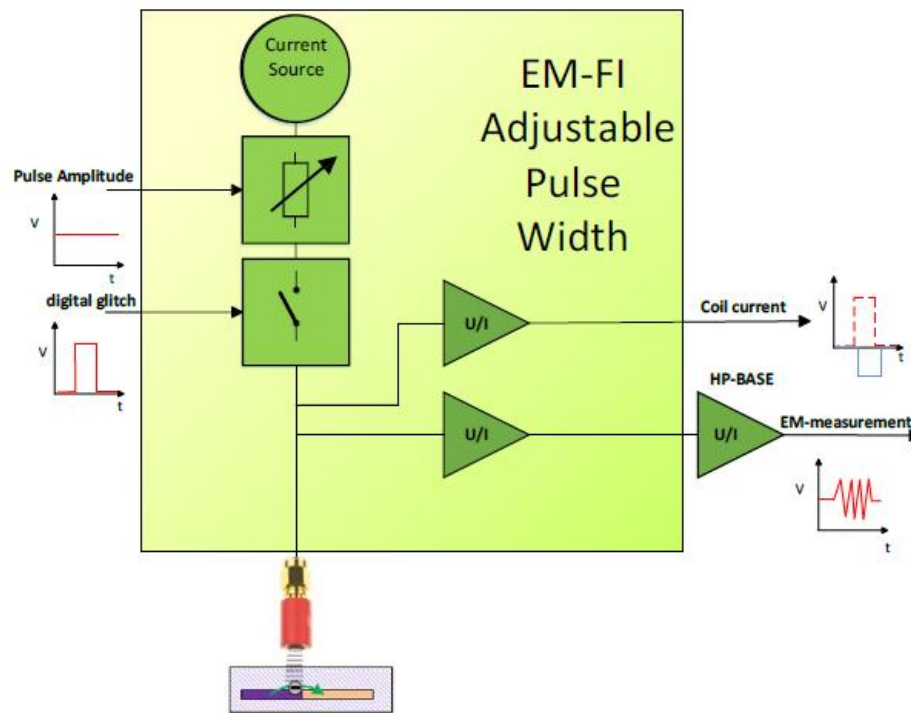 Current
Source
EM-FI
Adjustable
Pulse
Width
Pulse Amplitude
V
t
digital glitch
V
t
U/I
Coil current
V
t
HP-BASE
U/I
U/I
EM-measurement
V
t